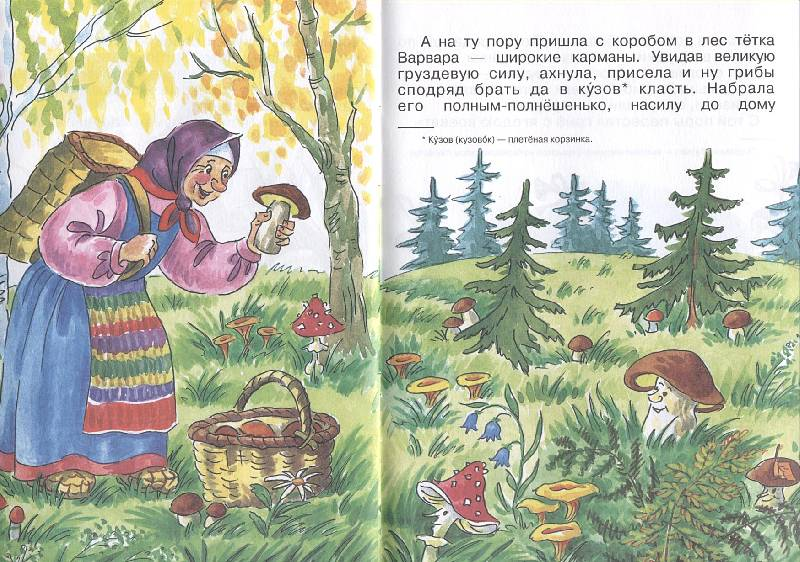 А на ту пору пришла с коробом в лес тётка
Варвара — широкие карманы. Увидав великую
груздевую силу, ахнула, присела и ну грибы
сподряд брать да в ку́зов* класть. Набрала
его полным-полнёшенько, насилу до дому
* Ку́зов (кузово́к) — плетёная корзинка.